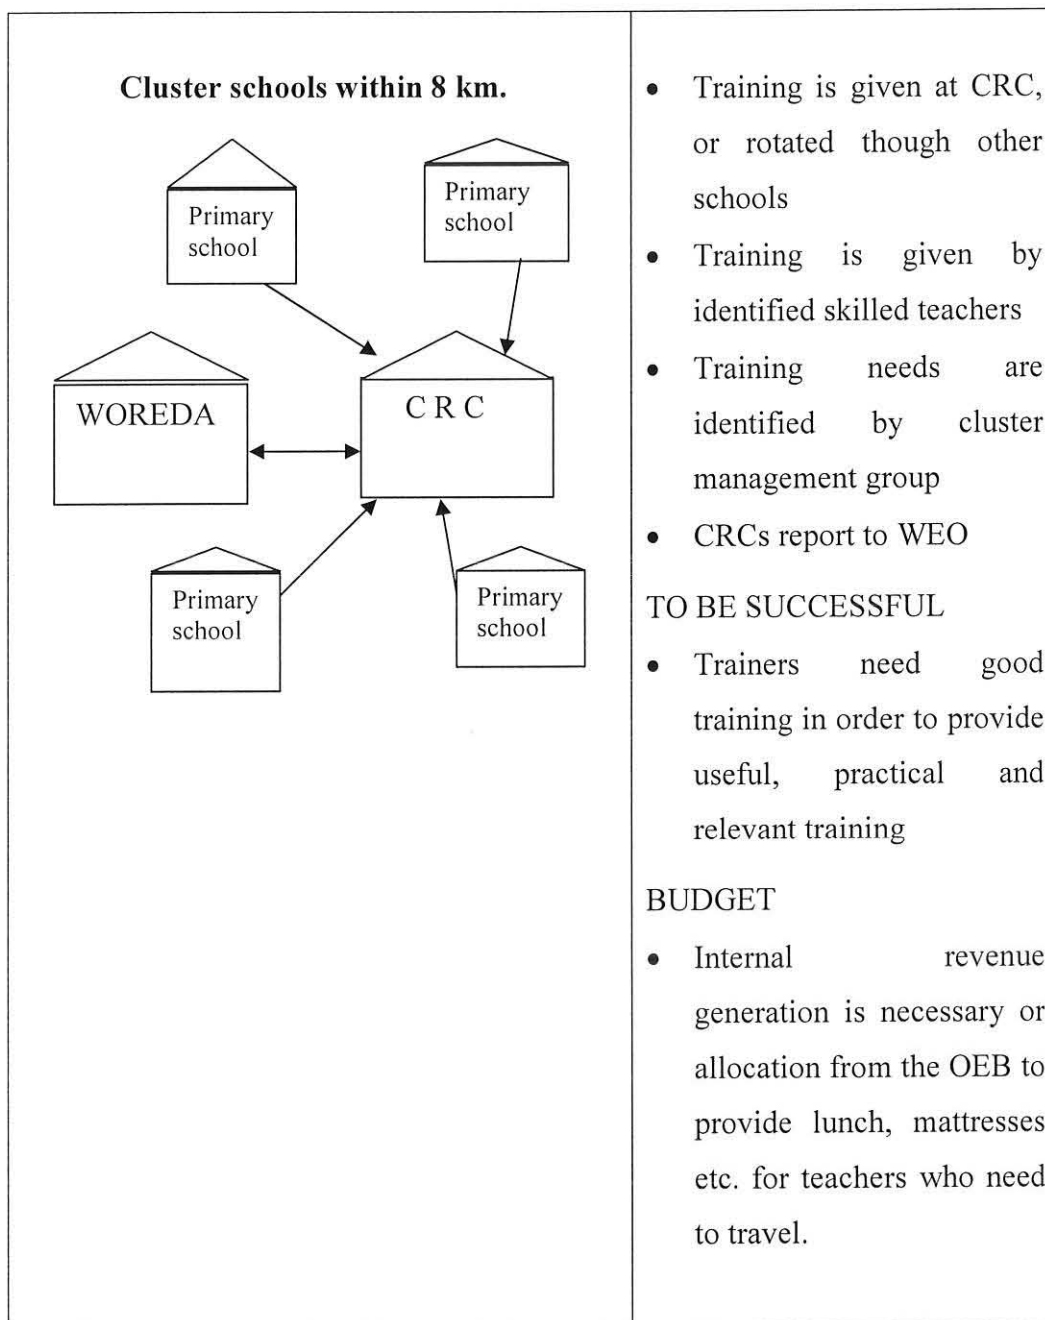 Cluster schools within 8 km.
Primary
school
Primary
school
WOREDA
C R C
Primary
school
Primary
school
• Training is given at CRC,
or rotated though other
schools
• Training is given by
identified skilled teachers
• Training needs are
identified by cluster
management group
• CRCs report to WEO
TO BE SUCCESSFUL
• Trainers need good
training in order to provide
useful, practical and
relevant training
BUDGET
• Internal revenue
generation is necessary or
allocation from the OEB to
provide lunch, mattresses
etc. for teachers who need
to travel.